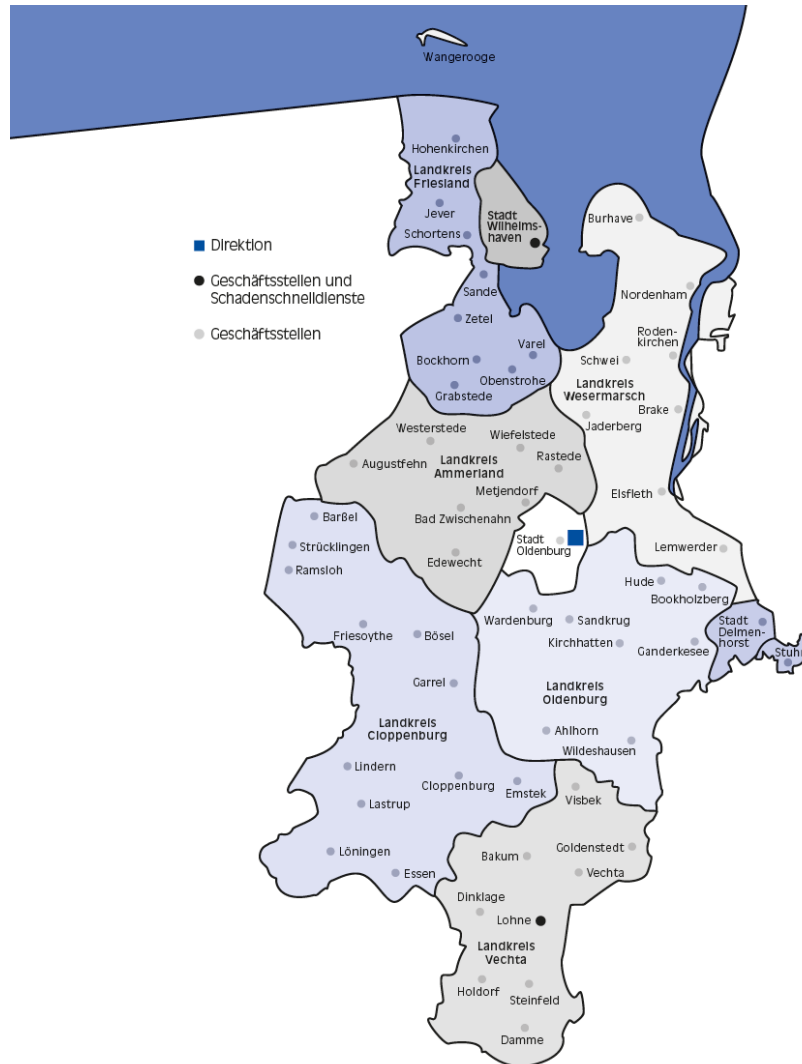 Wangerooge
Hohenkirchen
Landkreis
Friesland
Jever
Schortens
Stadt
Wilhelms-
haven
Burhave
Direktion
Geschäftsstellen und
Schadenschnelldienste
Geschäftsstellen
Sande
Zetel
Nordenham
Roden-
kirchen
Varel
Bockhorn
Obenstrohe
Grabstede
Schwei
Landkreis
Wesermarsch
Brake
Jaderberg
Westerstede
Wiefelstede
Augustfehn
Landkreis
Ammerland
Rastede
Metjendorf
Bad Zwischenahn
Edewecht
Elsfleth
Stadt
Oldenburg
Lemwerder
Barßel
Strücklingen
Ramsloh
Friesoythe
Bösel
Garrel
Hude
Bookholzberg
Wardenburg
Sandkrug
Kirchhatten
Ganderkesee
Stadt
Delmen-
horst
Stuhr
Landkreis
Oldenburg
Ahlhorn
Wildeshausen
Landkreis
Cloppenburg
Lindern
Cloppenburg
Emstek
Lastrup
Löningen
Essen
Visbek
Goldenstedt
Bakum
Vechta
Dinklage
Lohne
Landkreis
Vechta
Holdorf
Steinfeld
Damme